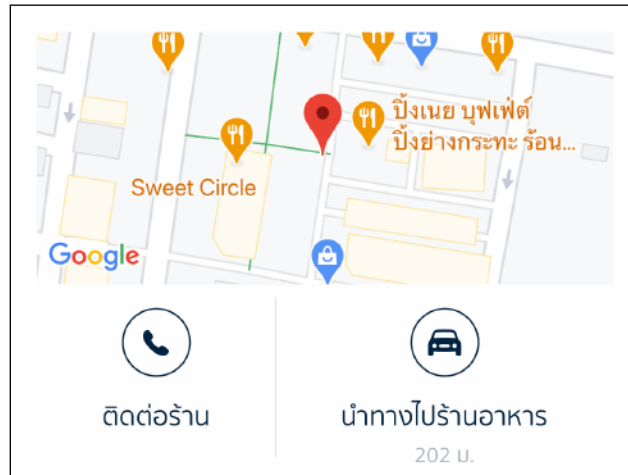 ปิ้งเนย บุฟเฟ่ต์
ปิ้งย่างกระทะ ร้อน...
Sweet Circle
Google
ติดต่อร้าน
นำทางไปร้านอาหาร
202 ม.